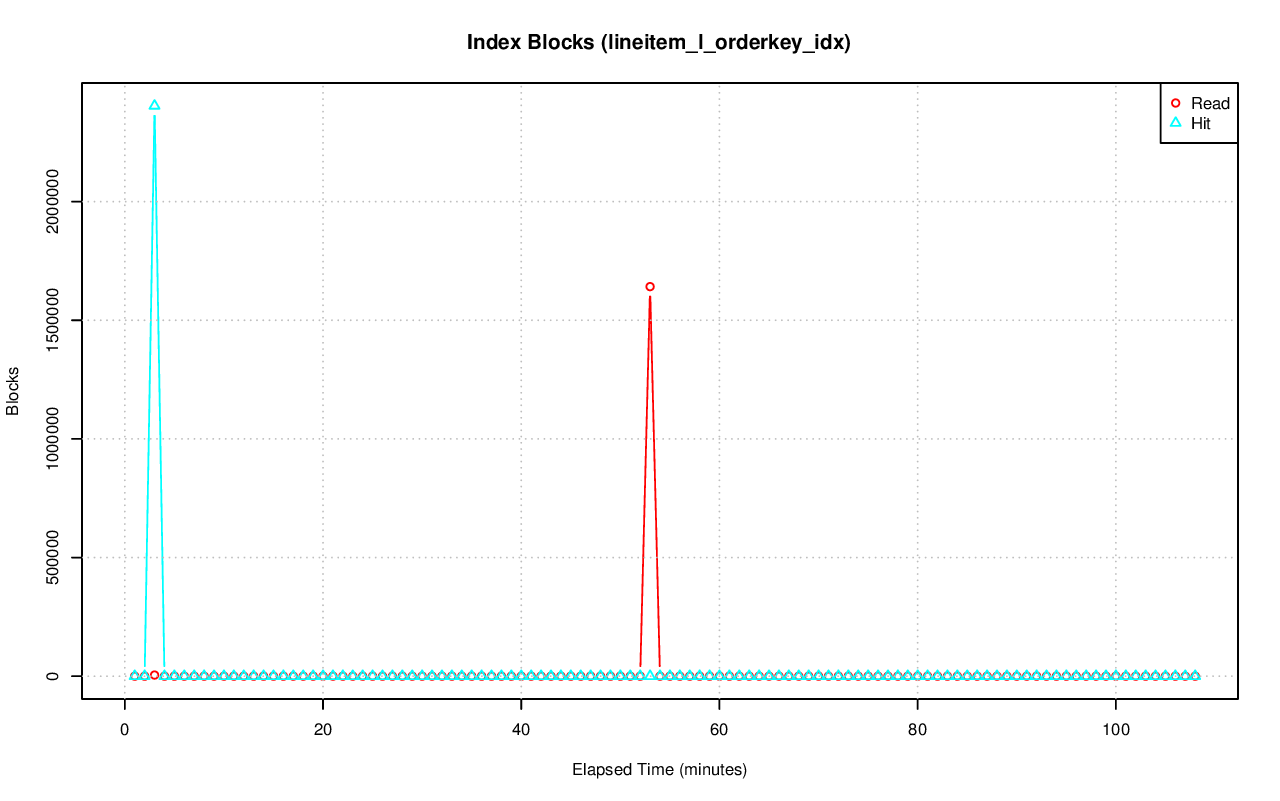 Index Blocks (lineitem_l_orderkey_idx)
Read
Hit
2000000
1500000
1000000
500000
0
Blocks
0 20 40 60 80 100
Elapsed Time (minutes)